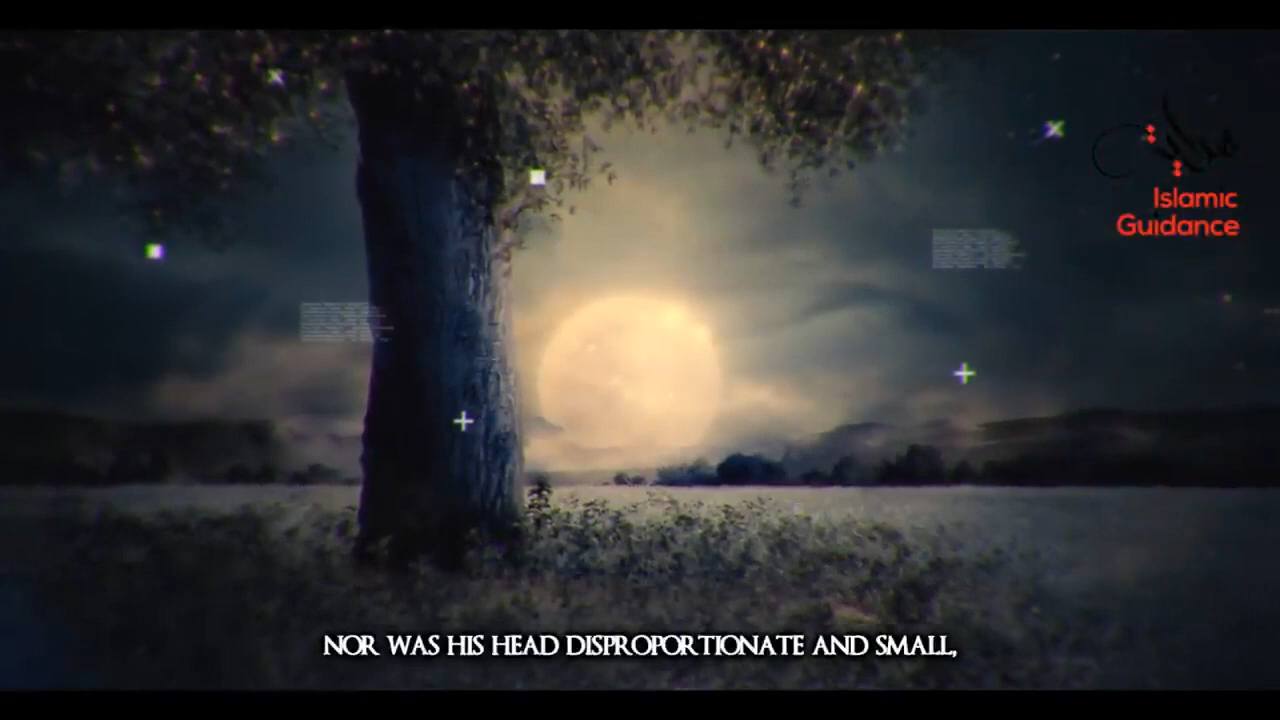 Islamic
Guidance
NOR WAS HIS HEAD DISPROPORTIONATE AND SMALL,